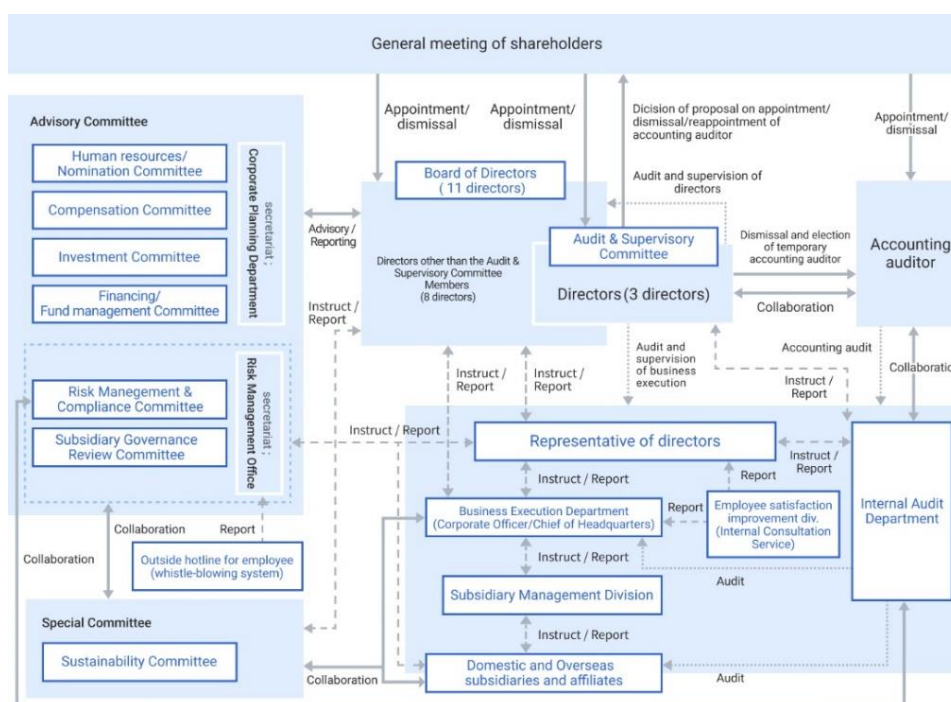 General meeting of shareholders
Appointment/
dismissal
Appointment/
dismissal
Dicision of proposal on appointment/
dismissal/reappointment of
accounting auditor
Appointment/
dismissal
Advisory Committee
Human resources/
Nomination Committee
Compensation Committee
Investment Committee
Financing/
Fund management Committee
secretariat ;
Corporate Planning Department
Risk Menagement &
Compliance Committee
Subsidiary Governance
Review Committee
secretariat ;
Risk Management Office
Advisory /
Reporting
Board of Directors
( 11 directors)
Directors other than the Audit &
Supervisory Committee
Members
(8 directors)
Audit and supervision of
directors
Audit & Supervisory
Committee
Directors (3 directors)
Dismissal and election
of temporary
accounting auditor
Collaboration
Accounting
auditor
Instruct /
Report
Instruct /
Report
Instruct /
Report
Audit and
supervision
of business
execution
Accounting audit
Instruct /
Report
Collaboratio
Instruct / Report
Representative of directors
Instruct /
Report
Instruct / Report
Report
Business Execution Department
(Corporate Officer/Chief of Headquarters)
Report
Employee satisfaction
improvement div.
(Internal Consultation
Service)
Internal Audit
Department
Collaboration
Collaboration
Report
Outside hotline for employee
(whistle-blowing system)
Instruct / Report
Audit
Subsidiary Management Division
Special Committee
Sustainability Committee
Instruct / Report
Collaboration
Domestic and Overseas
subsidiaries and affiliates
Audit